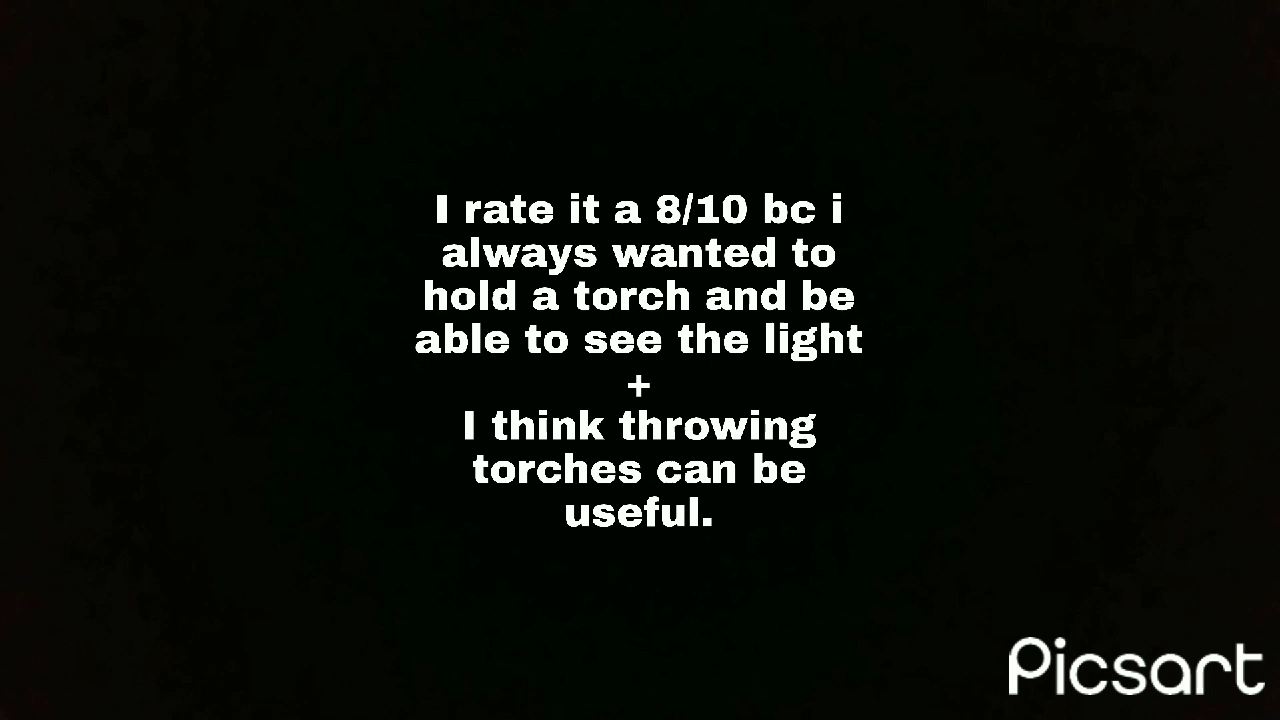 I rate it a 8/10 bc i
always wanted to
hold a torch and be
able to see the light
+
I think throwing
torches can be
useful.
Picsart